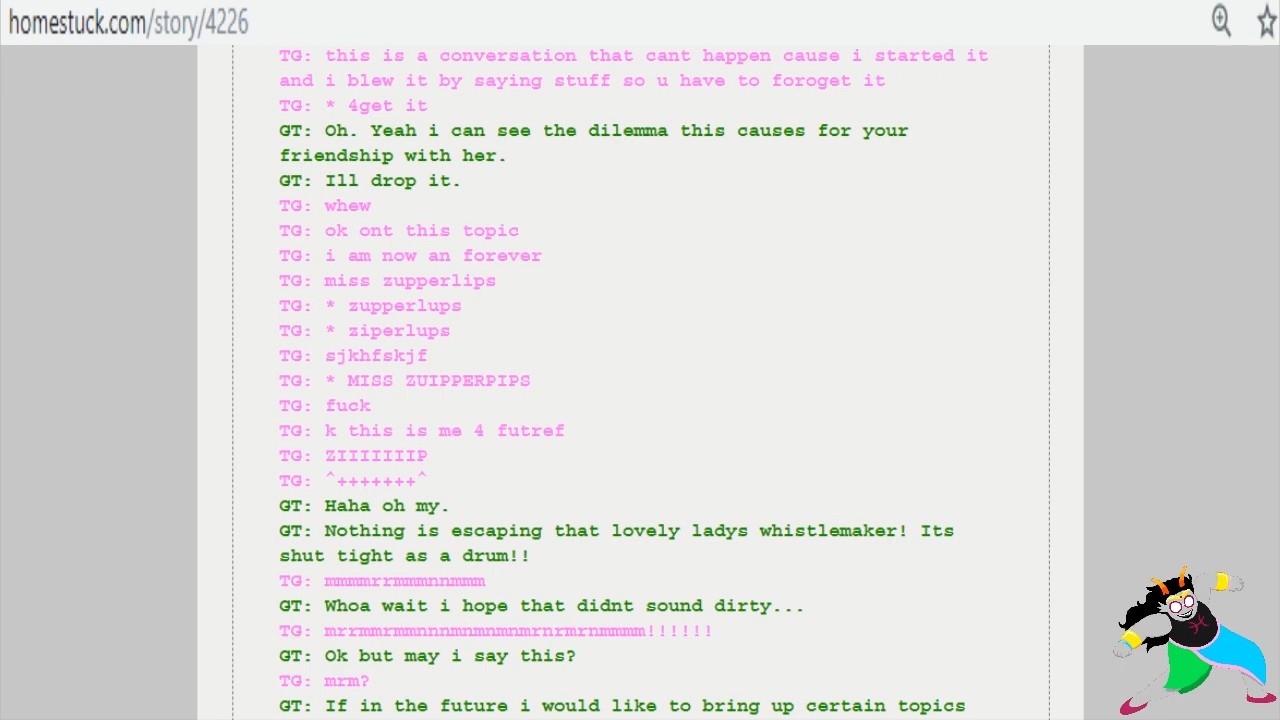 homestuck.com/story/4226
TG: this is a conversation that cant happen cause i started it
and i blew it by saying stuff so u have to foroget it
TG: * 4get it
GT: Oh. Yeah i can see the dilemma this causes for your
friendship with her.
GT: Ill drop it.
TG: whew
TG: ok ont this topic
TG: i am now an forever
TG: miss zupperlips
TG: * zupperlups
TG: * ziperlups
TG: sjkhfskjf
TG: * MISS ZUIPPERPIPS
TG: fuck
TG: k this is me 4 futref
TG: ZIIIIIIIP
TG: ^+++++++^
GT: Haha oh my.
GT: Nothing is escaping that lovely ladys whistlemaker! Its
shut tight as a drum!!
TG: mmmmrrmmmnnmmm
GT: Whoa wait i hope that didnt sound dirty...
TG: mrrmmrmmnnnmnmnmnmrnrmrnmmmm!!!!!!
GT: Ok but may i say this?
TG: mrm?
GT: If in the future i would like to bring up certain topics